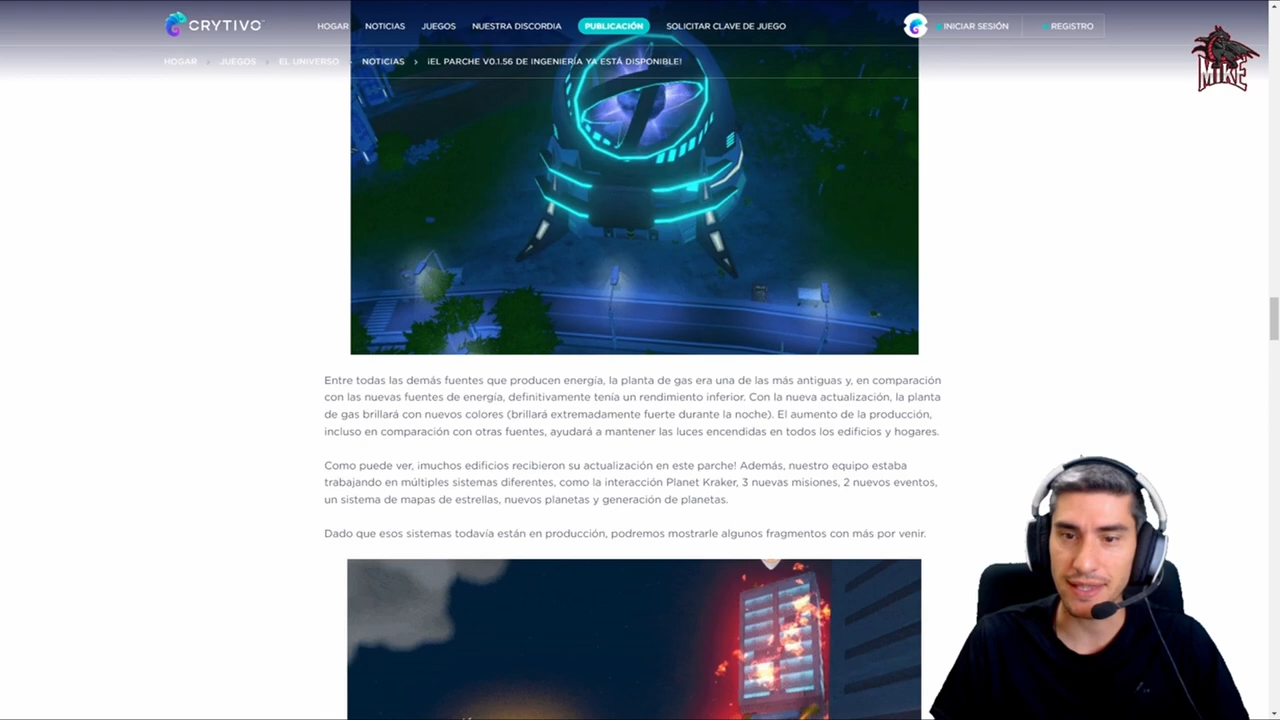 CRYTIVO
HOGAR NOTICIAS JUEGOS NUESTRA DISCORDIA PUBLICACIÓN SOLICITAR CLAVE DE JUEGO INICIAR SESIÓN REGISTRO
HOGAR > JUEGOS > EL UNIVERSO > NOTICIAS > ¡EL PARCHE V0.1.56 DE INGENIERÍA YA ESTÁ DISPONIBLE!
MIKE
Entre todas las demás fuentes que producen energía, la planta de gas era una de las más antiguas y, en comparación
con las nuevas fuentes de energía, definitivamente tenía un rendimiento inferior. Con la nueva actualización, la planta
de gas brillará con nuevos colores (brillará extremadamente fuerte durante la noche). El aumento de la producción,
incluso en comparación con otras fuentes, ayudará a mantener las luces encendidas en todos los edificios y hogares.
Como puede ver, ¡muchos edificios recibieron su actualización en este parche! Además, nuestro equipo estaba
trabajando en múltiples sistemas diferentes, como la interacción Planet Kraker, 3 nuevas misiones, 2 nuevos eventos,
un sistema de mapas de estrellas, nuevos planetas y generación de planetas.
Dado que esos sistemas todavía están en producción, podremos mostrarle algunos fragmentos con más por venir.